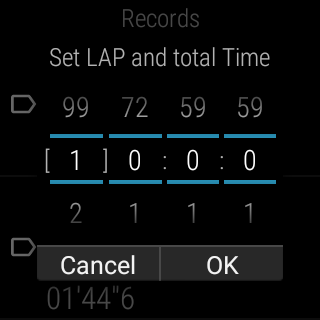 Records
Set LAP and total Time
99 72 59 59
[ 1 ] 0 : 0 : 0
2 1 1 1
Cancel OK
01'44"6